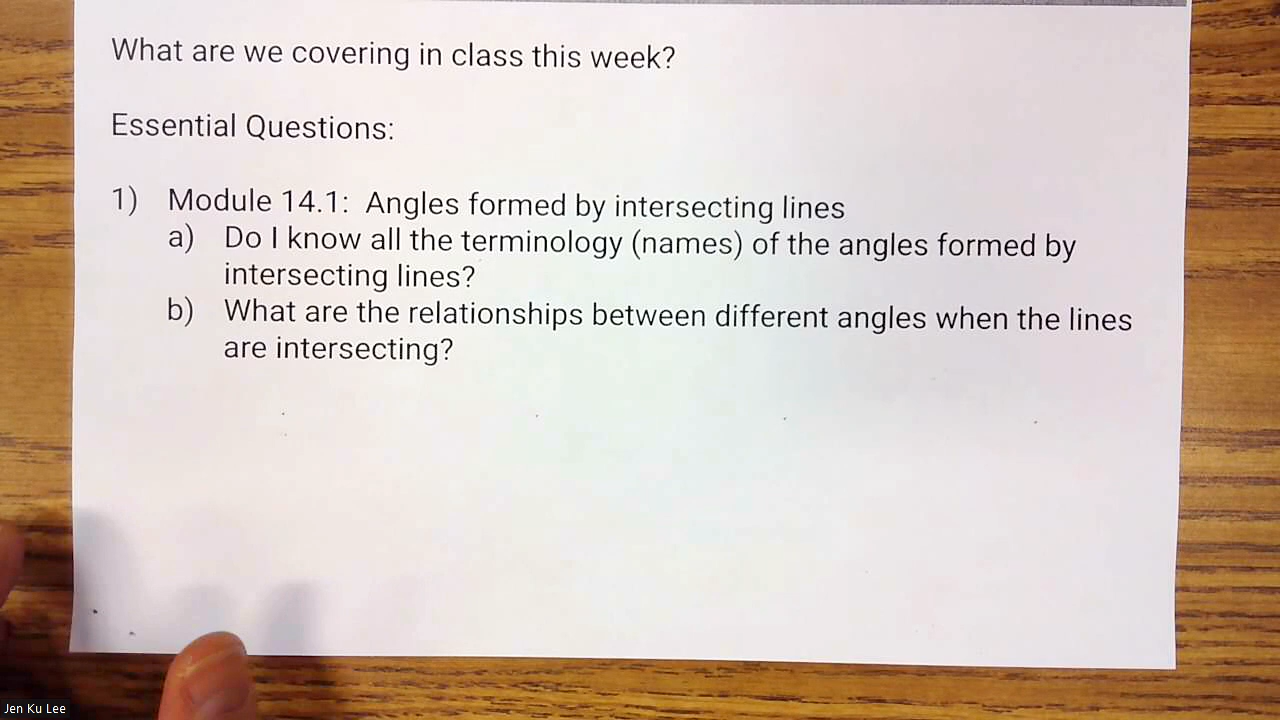 What are we covering in class this week?
Essential Questions:
1) Module 14.1: Angles formed by intersecting lines
a) Do I know all the terminology (names) of the angles formed by
intersecting lines?
b) What are the relationships between different angles when the lines
are intersecting?
Jen Ku Lee